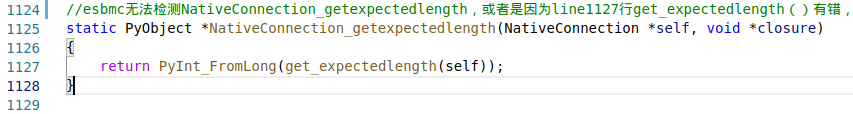 1124 //esbmc无法检测NativeConnection_getexpectedlength，或者是因为line1127行get_expectedlength（）有错，
1125 static PyObject *NativeConnection_getexpectedlength(NativeConnection *self, void *closure)
1126 {
1127     return PyInt_FromLong(get_expectedlength(self));
1128 }
1129